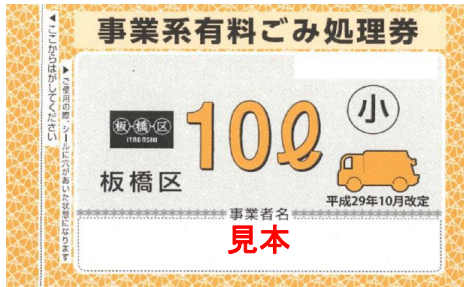 事業系有料ごみ処理券
◀ここからはがしてください
▶ご使用の際、シールに穴があいた状態になります
板・橋・区
ITABASHI
10ℓ
小
板橋区
平成29年10月改定
事業者名
見本